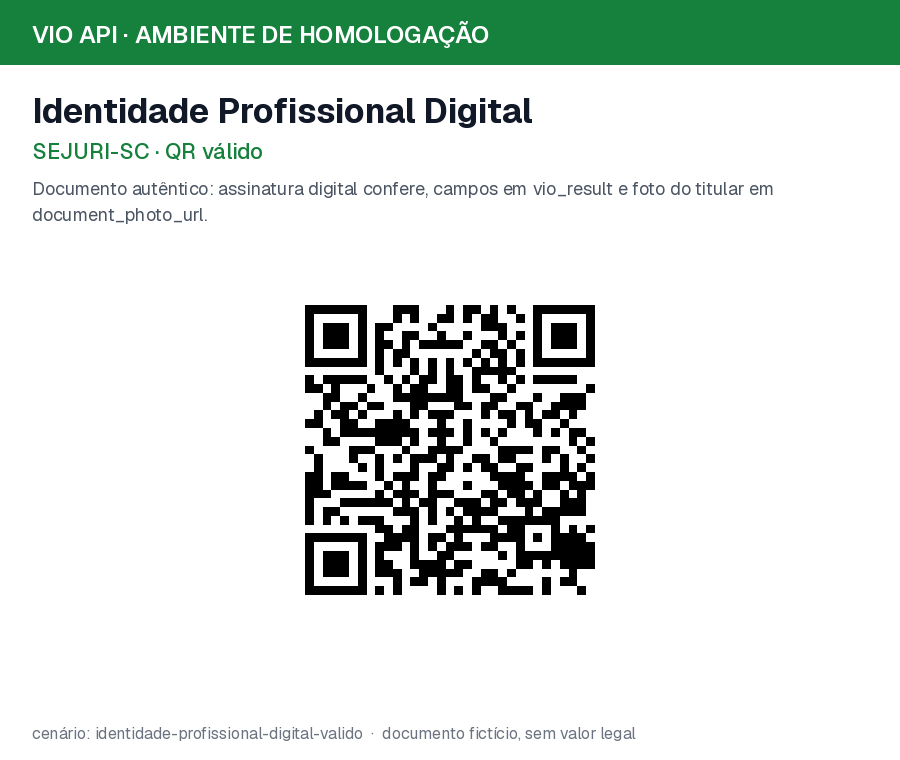 VIO API · AMBIENTE DE HOMOLOGAÇÃO
Identidade Profissional Digital
SEJURI-SC · QR válido
Documento autêntico: assinatura digital confere, campos em vio_result e foto do titular em
document_photo_url.
cenário: identidade-profissional-digital-valido · documento fictício, sem valor legal